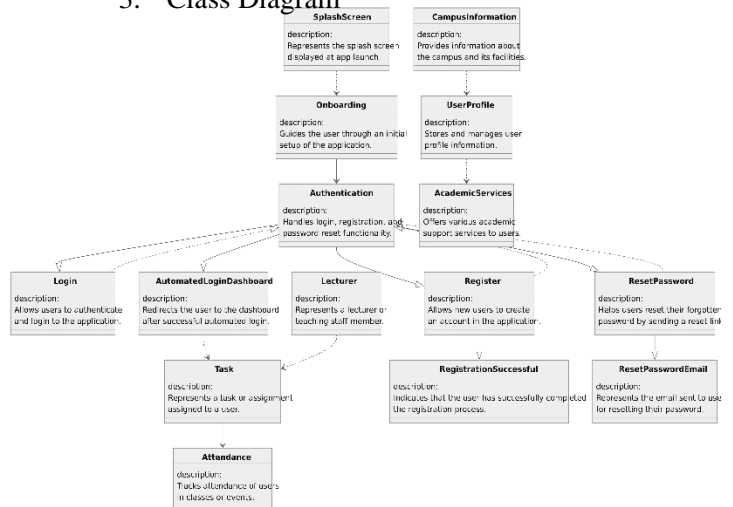 3. Class Diagram
SplashScreen
description:
Represents the splash screen
displayed at app launch.
CampusInformation
description:
Provides information about
the campus and its facilities.
Onboarding
description:
Guides the user through an initial
setup of the application.
UserProfile
description:
Stores and manages user
profile information.
Authentication
description:
Handles login, registration, and
password reset functionality.
AcademicServices
description:
Offers various academic
support services to users.
Login
description:
Allows users to authenticate
and login to the application.
AutomatedLoginDashboard
description:
Redirects the user to the dashboard
after successful automated login.
Lecturer
description:
Represents a lecturer or
teaching staff member.
Register
description:
Allows new users to create
an account in the application.
ResetPassword
description:
Helps users reset their forgotten
password by sending a reset link
Task
description:
Represents a task or assignment
assigned to a user.
RegistrationSuccessful
description:
Indicates that the user has successfully completed
the registration process.
ResetPasswordEmail
description:
Represents the email sent to use
for resetting their password.
Attendance
description:
Tracks attendance of users
in classes or events.